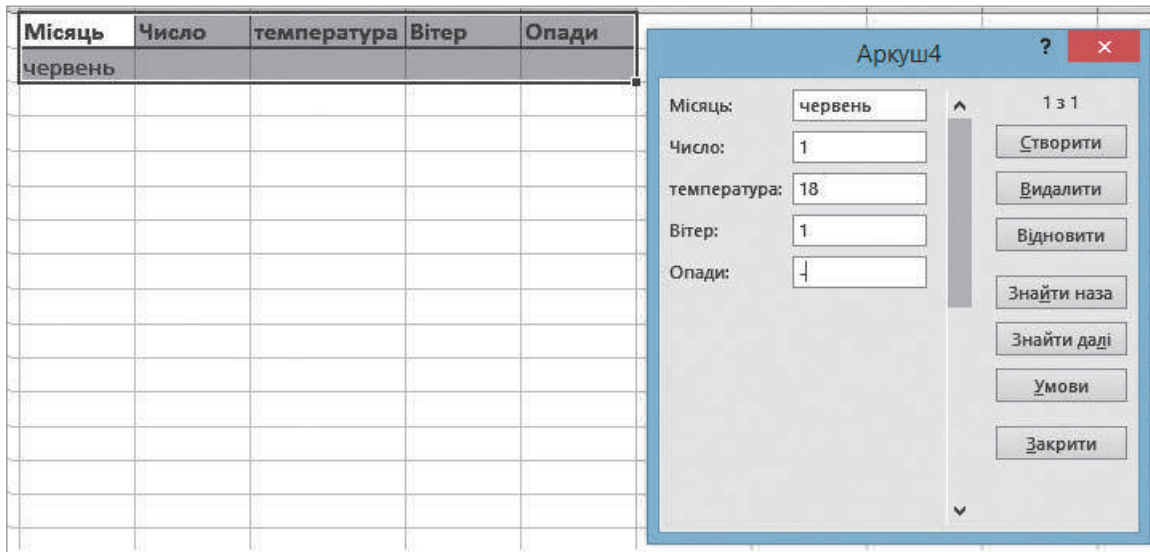 Місяць Число температура Вітер Опади
червень
Аркуш4 ?
Місяць: червень 1 з 1
Створити
Число: 1
температура: 18 Видалити
Вітер: 1 Відновити
Опади: -
Знайти наза
Знайти далі
Умови
Закрити